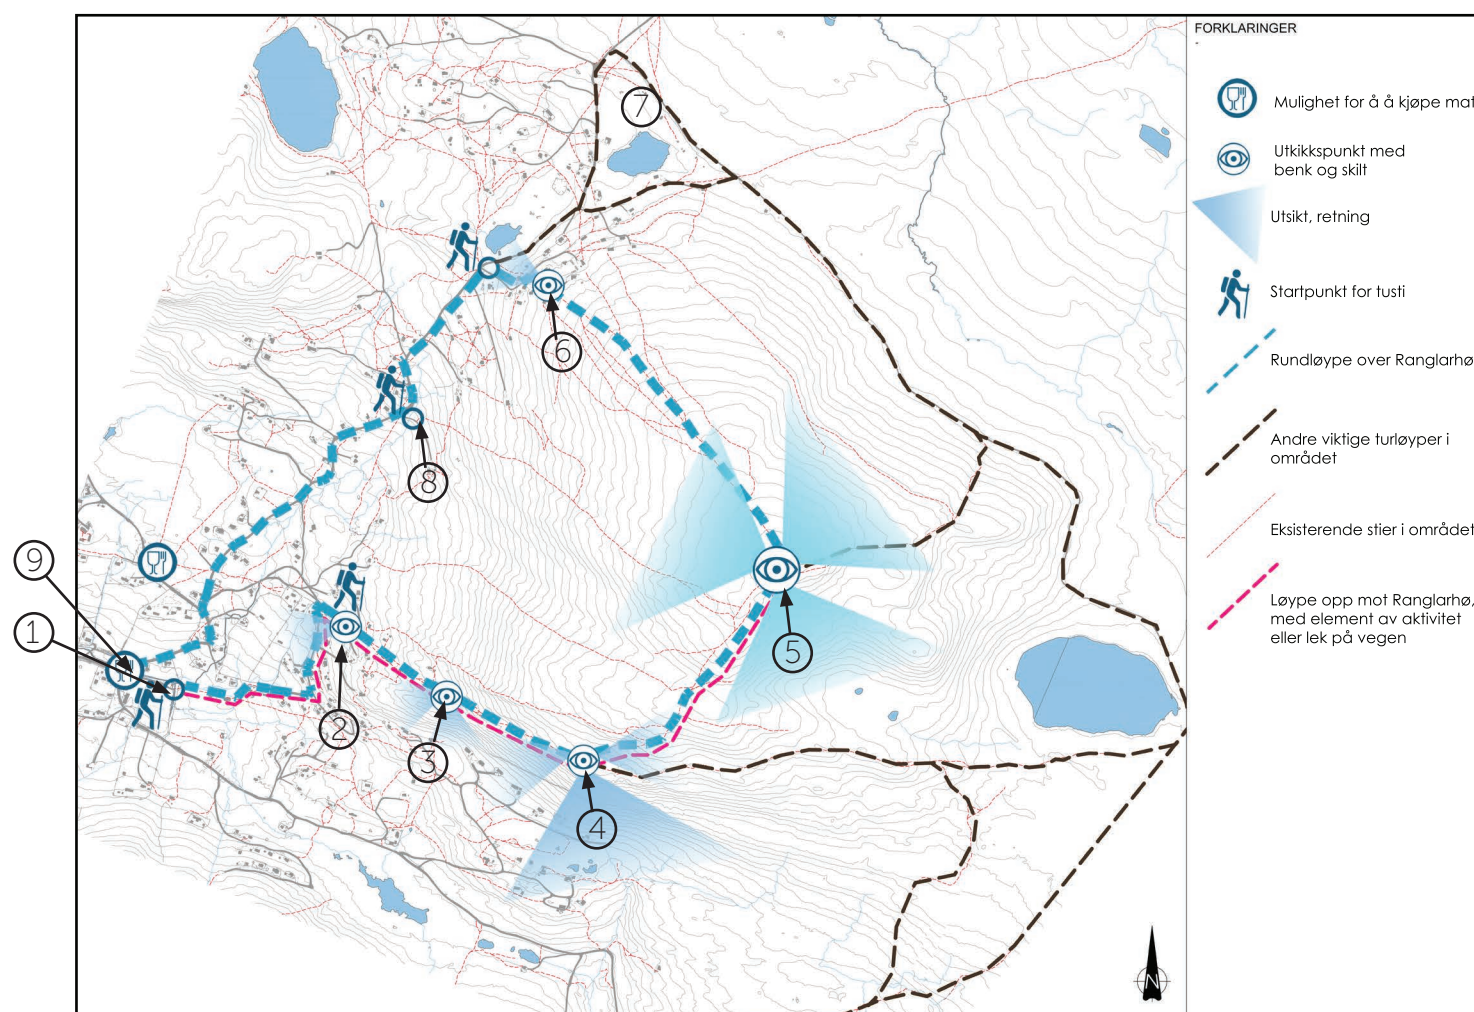 FORKLARINGER
-
Mulighet for å å kjøpe mat
Utkikkspunkt med
benk og skilt
Utsikt, retning
Startpunkt for tusti
Rundløype over Ranglarhø
Andre viktige turløyper i
området
Eksisterende stier i området
Løype opp mot Ranglarhø,
med element av aktivitet
eller lek på vegen
7
6
8
9
1
5
2
3
4
N